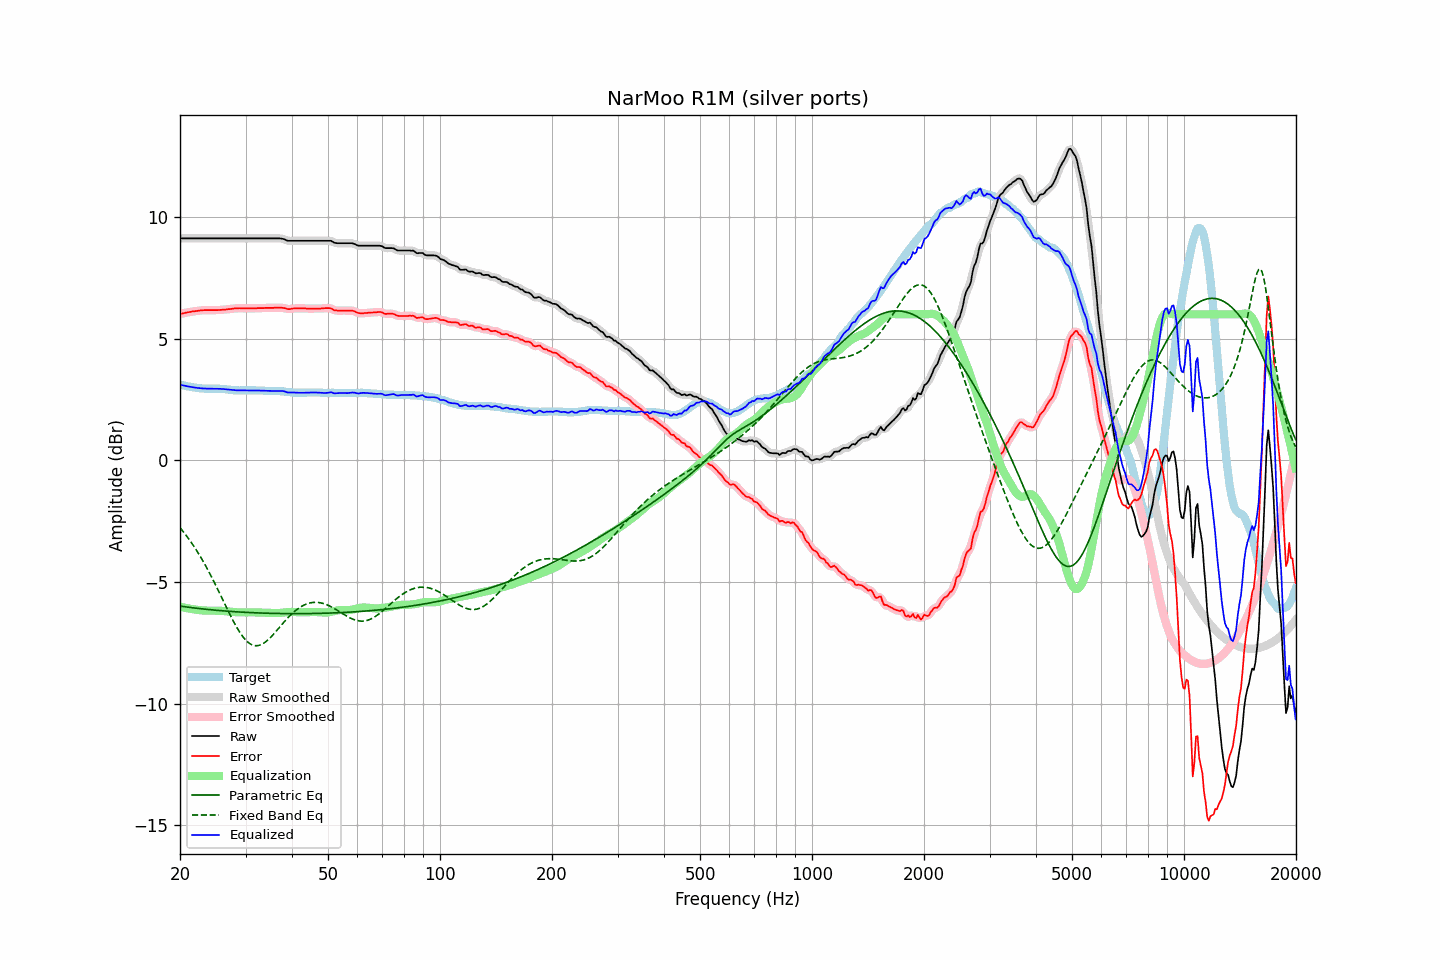 NarMoo R1M (silver ports)
Amplitude (dBr)
10
5
0
−5
−10
−15
Target
Raw Smoothed
Error Smoothed
Raw
Error
Equalization
Parametric Eq
Fixed Band Eq
Equalized
20 50 100 200 500 1000 2000 5000 10000 20000
Frequency (Hz)